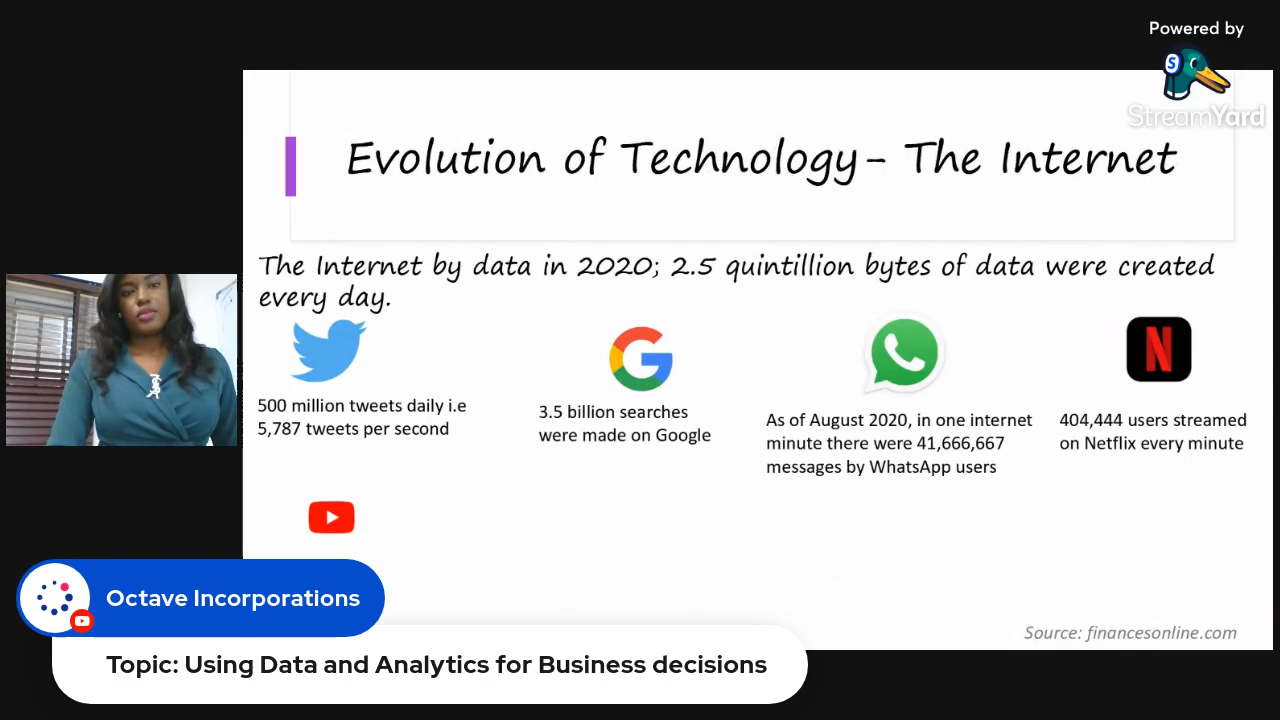 Powered by
StreamYard
Evolution of Technology- The Internet
The Internet by data in 2020; 2.5 quintillion bytes of data were created
every day.
500 million tweets daily i.e
5,787 tweets per second
3.5 billion searches
were made on Google
As of August 2020, in one internet
minute there were 41,666,667
messages by WhatsApp users
404,444 users streamed
on Netflix every minute
Octave Incorporations
Topic: Using Data and Analytics for Business decisions
Source: financesonline.com